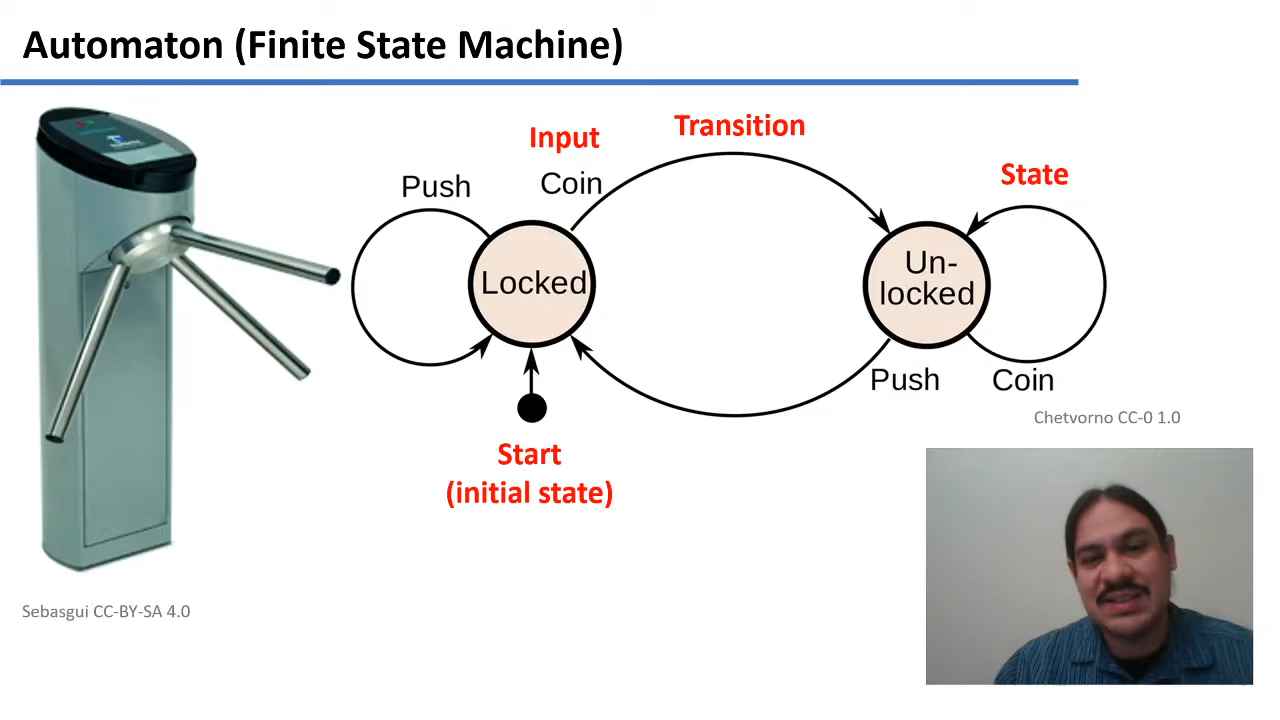 Automaton (Finite State Machine)
Input
Transition
State
Push
Coin
Locked
Un-
locked
Push
Coin
Chetvorno CC-0 1.0
Start
(initial state)
Sebasgui CC-BY-SA 4.0